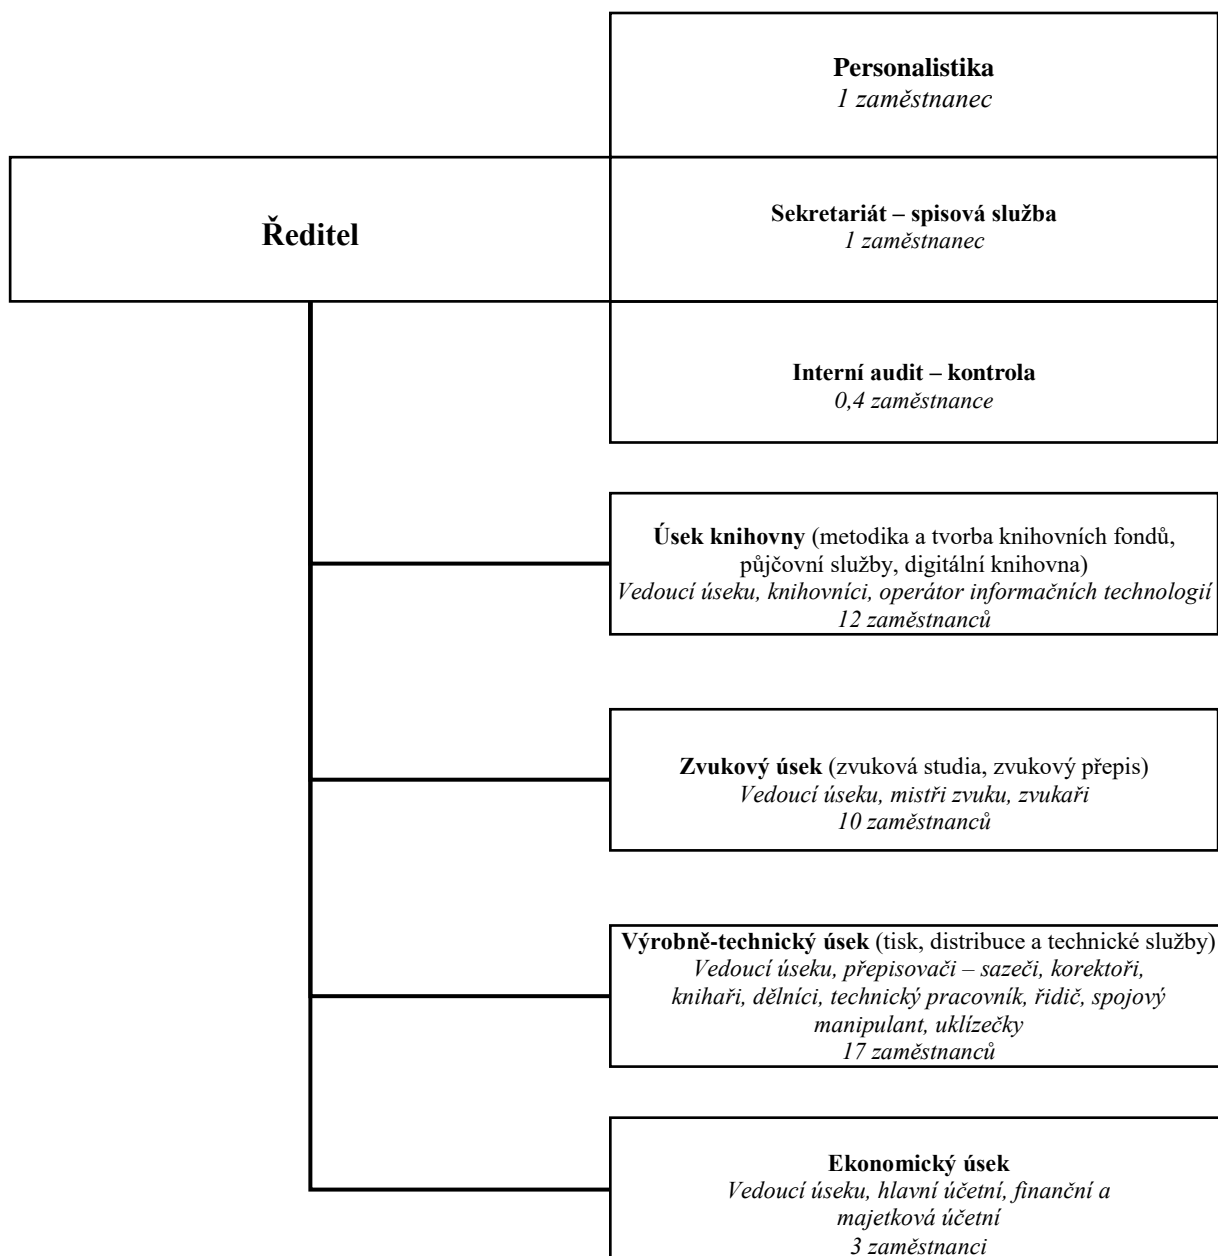 Personalistika
1 zaměstnanec
Ředitel
Sekretariát – spisová služba
1 zaměstnanec
Interní audit – kontrola
0,4 zaměstnance
Úsek knihovny (metodika a tvorba knihovních fondů,
půjčovní služby, digitální knihovna)
Vedoucí úseku, knihovníci, operátor informačních technologií
12 zaměstnanců
Zvukový úsek (zvuková studia, zvukový přepis)
Vedoucí úseku, mistři zvuku, zvukaři
10 zaměstnanců
Výrobně-technický úsek (tisk, distribuce a technické služby)
Vedoucí úseku, přepisovači – sazeči, korektoři,
knihaři, dělníci, technický pracovník, řidič, spojový
manipulant, uklízečky
17 zaměstnanců
Ekonomický úsek
Vedoucí úseku, hlavní účetní, finanční a
majetková účetní
3 zaměstnanci